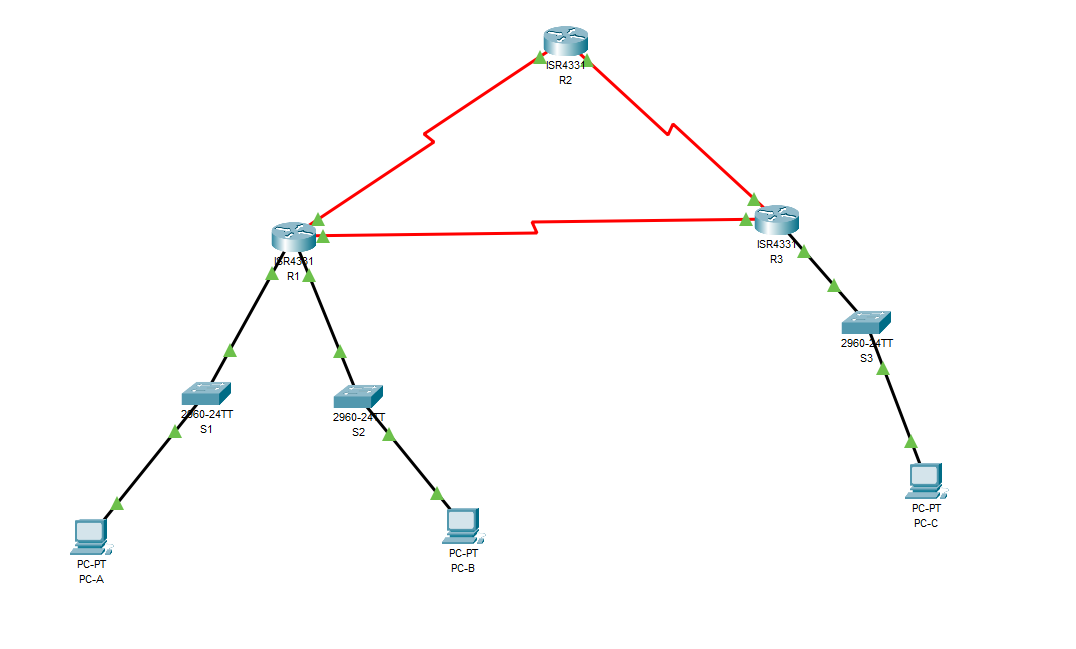 ISR4331
R2
ISR4331
R1
ISR4331
R3
2960-24TT
S3
2960-24TT
S1
2960-24TT
S2
PC-PT
PC-C
PC-PT
PC-A
PC-PT
PC-B